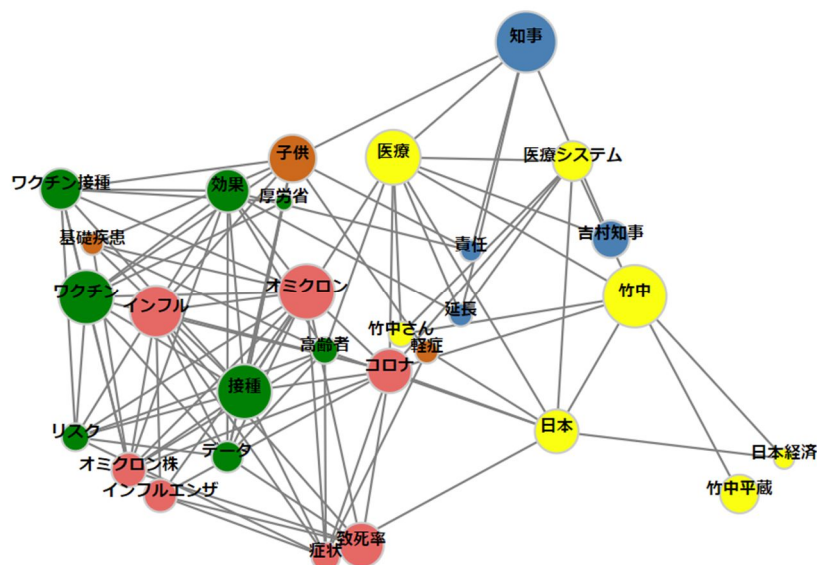 知事
子供
医療
医療システム
ワクチン接種
効果
厚労省
基礎疾患
責任
吉村知事
ワクチン
インフル
オミクロン
竹中
延長
竹中さん
高齢者
軽症
コロナ
接種
リスク
データ
日本
オミクロン株
日本経済
インフルエンザ
竹中平蔵
症状
致死率